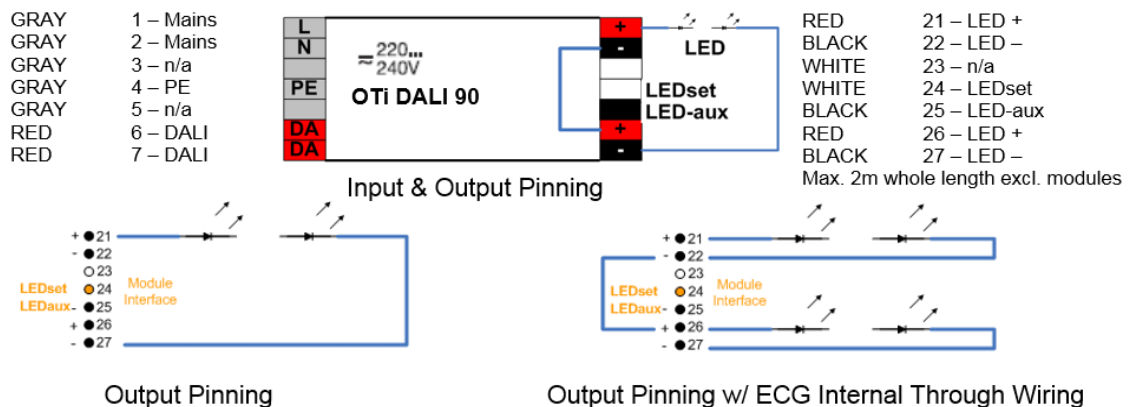 GRAY 1 – Mains
GRAY 2 – Mains
GRAY 3 – n/a
GRAY 4 – PE
GRAY 5 – n/a
RED 6 – DALI
RED 7 – DALI
L
N
PE
DA
DA
≂ 220...
240V
OTi DALI 90
+
-
LED
LEDset
LED-aux
+
-
RED 21 – LED +
BLACK 22 – LED –
WHITE 23 – n/a
WHITE 24 – LEDset
BLACK 25 – LED-aux
RED 26 – LED +
BLACK 27 – LED –
Max. 2m whole length excl. modules
Input & Output Pinning
+ 21
- 22
23
LEDset 24 Module
LEDaux - 25 Interface
+ 26
- 27
Output Pinning
+ 21
- 22
23
LEDset 24 Module
LEDaux - 25 Interface
+ 26
- 27
Output Pinning w/ ECG Internal Through Wiring